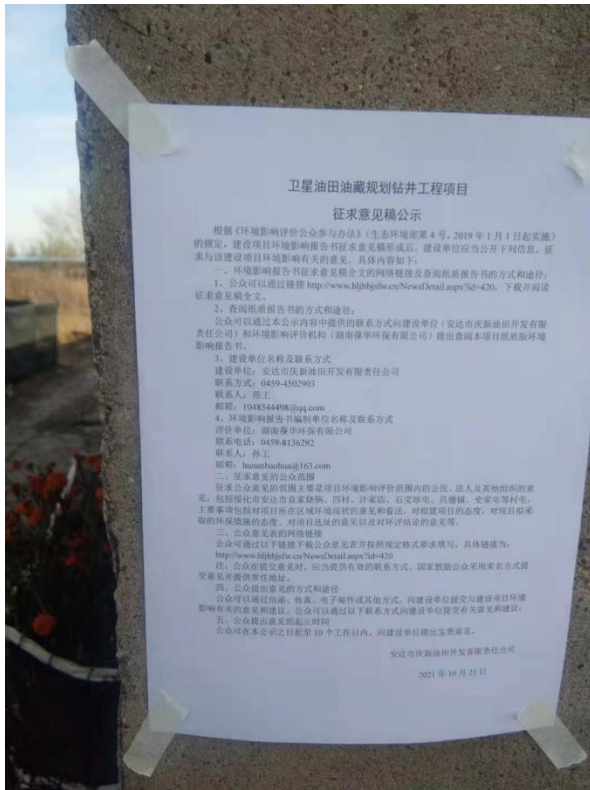 卫星油田油藏规划钻井工程项目
征求意见稿公示
根据《环境影响评价公众参与办法》（生态环境部第 4 号，2019 年 1 月 1 日起实施）
的规定，建设项目环境影响报告书征求意见稿形成后，建设单位应当公开下列信息，征
求与该建设项目环境影响有关的意见，具体内容如下：
一、环境影响报告书征求意见稿全文的网络链接及查阅纸质报告书的方式和途径：
1、公众可以通过链接 http://www.hljhbjsfw.cn/NewsDetail.aspx?id=420，下载并阅读
征求意见稿全文。
2、查阅纸质报告书的方式和途径：
公众可以通过本公示内容中提供的联系方式向建设单位（安达市庆新油田开发有限
责任公司）和环境影响评价机构（湖南葆华环保有限公司）提出查阅本项目纸质版环境
影响报告书。
3、建设单位名称及联系方式
建设单位：安达市庆新油田开发有限责任公司
联系方式：0459-4502903
联系人：范工
邮箱：1048544498@qq.com
4、环境影响报告书编制单位名称及联系方式
评价单位：湖南葆华环保有限公司
联系电话：0459-8136292
联系人：孙工
邮箱：hunanbaohua@163.com
二、征求意见的公众范围
征求公众意见的范围主要是项目环境影响评价范围内的公民、法人及其他组织的意
见，包括绥化市安达市袁家烧锅、四村、许家店、石宝珍屯、昌德镇、史家屯等村屯。
主要事项包括对项目所在区域环境现状的意见和看法、对拟建项目的态度、对项目拟采
取的环保措施的态度、对项目选址的意见以及对环评结论的意见等。
三、公众意见表的网络链接
公众可通过以下链接下载公众意见表并按照规定格式要求填写，具体链接为：
http://www.hljhbjsfw.cn/NewsDetail.aspx?id=420
注：公众在提交意见时，应当提供有效的联系方式。国家鼓励公众采用实名方式提
交意见并提供常住地址。
四、公众提出意见的方式和途径
公众可以通过信函、传真、电子邮件或其他方式，向建设单位提交与建设项目环境
影响有关的意见和建议。公众可以通过以下联系方式向建设单位提交有关意见和建议：
五、公众提出意见的起止时间
公众可在本公示之日起至 10 个工作日内，向建设单位提出宝贵意见。
安达市庆新油田开发有限责任公司
2021 年 10 月 21 日